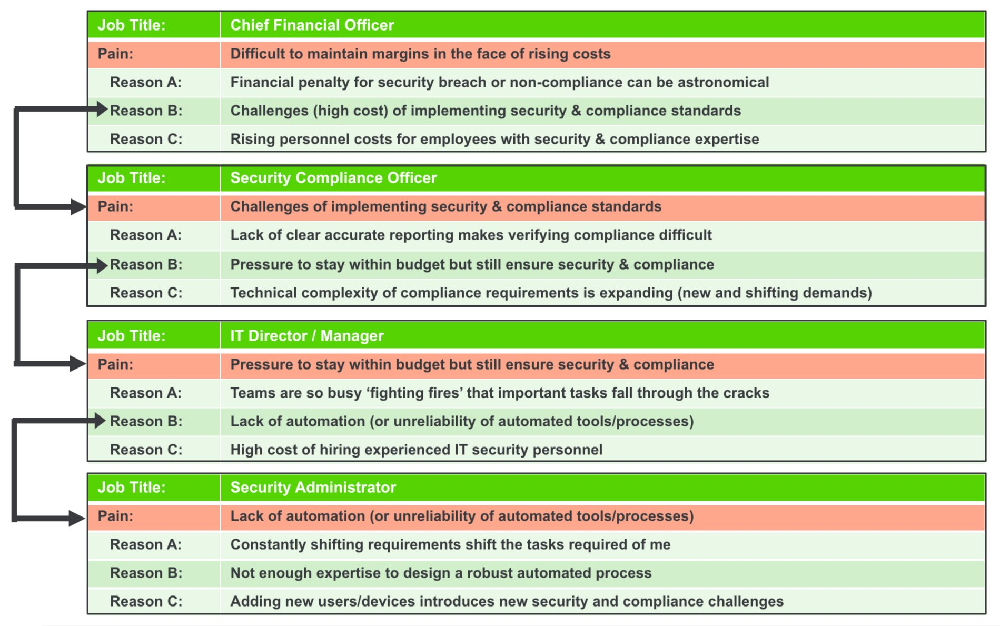 Job Title: Chief Financial Officer
Pain: Difficult to maintain margins in the face of rising costs
Reason A: Financial penalty for security breach or non-compliance can be astronomical
Reason B: Challenges (high cost) of implementing security & compliance standards
Reason C: Rising personnel costs for employees with security & compliance expertise
Job Title: Security Compliance Officer
Pain: Challenges of implementing security & compliance standards
Reason A: Lack of clear accurate reporting makes verifying compliance difficult
Reason B: Pressure to stay within budget but still ensure security & compliance
Reason C: Technical complexity of compliance requirements is expanding (new and shifting demands)
Job Title: IT Director / Manager
Pain: Pressure to stay within budget but still ensure security & compliance
Reason A: Teams are so busy ‘fighting fires’ that important tasks fall through the cracks
Reason B: Lack of automation (or unreliability of automated tools/processes)
Reason C: High cost of hiring experienced IT security personnel
Job Title: Security Administrator
Pain: Lack of automation (or unreliability of automated tools/processes)
Reason A: Constantly shifting requirements shift the tasks required of me
Reason B: Not enough expertise to design a robust automated process
Reason C: Adding new users/devices introduces new security and compliance challenges